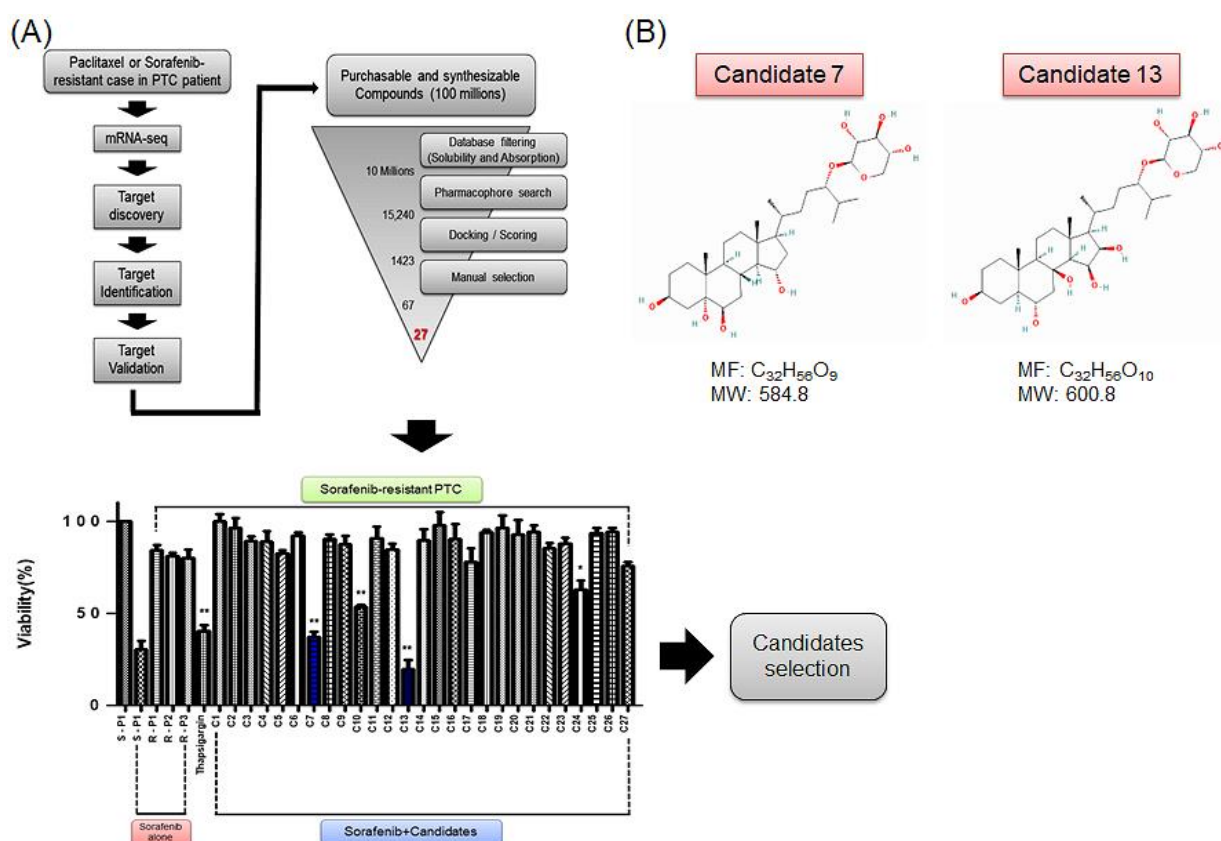 (A)
Paclitaxel or Sorafenib-
resistant case in PTC patient
mRNA-seq
Target
discovery
Target
Identification
Target
Validation
Purchasable and synthesizable
Compounds (100 millions)
Database filtering
(Solubility and Absorption)
10 Millions
Pharmacophore search
15,240
Docking / Scoring
1423
Manual selection
67
27
(B)
Candidate 7
Candidate 13
MF: C32H56O9
MW: 584.8
MF: C32H56O10
MW: 600.8
Sorafenib-resistant PTC
Viability(%)
100
50
0
**
**
**
**
*
S - P1
S - P1
R - P1
R - P2
R - P3
Thapsigargin
C1
C2
C3
C4
C5
C6
C7
C8
C9
C10
C11
C12
C13
C14
C15
C16
C17
C18
C19
C20
C21
C22
C23
C24
C25
C26
C27
Sorafenib
alone
Sorafenib+Candidates
Candidates
selection